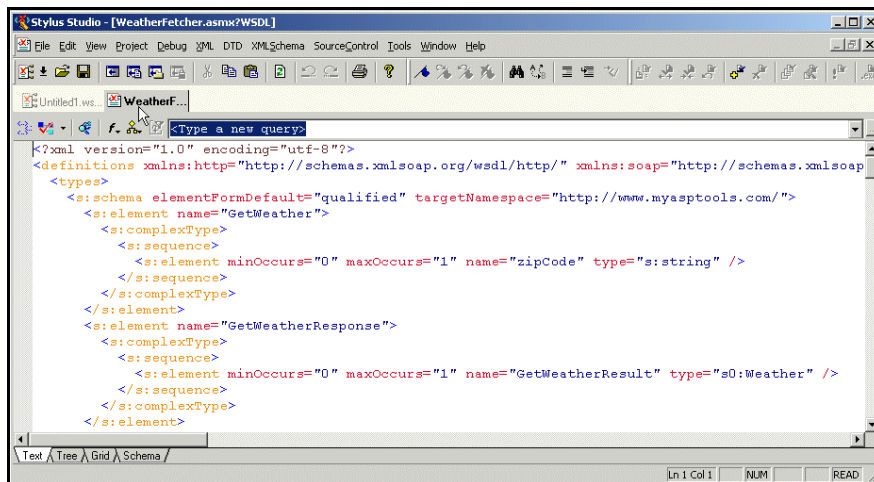 Stylus Studio - [WeatherFetcher.asmx?WSDL]
File Edit View Project Debug XML DTD XMLSchema SourceControl Tools Window Help
Untitled1.ws... WeatherF...
<Type a new query>
<?xml version="1.0" encoding="utf-8"?>
<definitions xmlns:http="http://schemas.xmlsoap.org/wsdl/http/" xmlns:soap="http://schemas.xmlsoap
<types>
<s:schema elementFormDefault="qualified" targetNamespace="http://www.myasptools.com/">
<s:element name="GetWeather">
<s:complexType>
<s:sequence>
<s:element minOccurs="0" maxOccurs="1" name="zipCode" type="s:string" />
</s:sequence>
</s:complexType>
</s:element>
<s:element name="GetWeatherResponse">
<s:complexType>
<s:sequence>
<s:element minOccurs="0" maxOccurs="1" name="GetWeatherResult" type="s0:Weather" />
</s:sequence>
</s:complexType>
</s:element>
Text Tree Grid Schema
Ln 1 Col 1 NUM READ